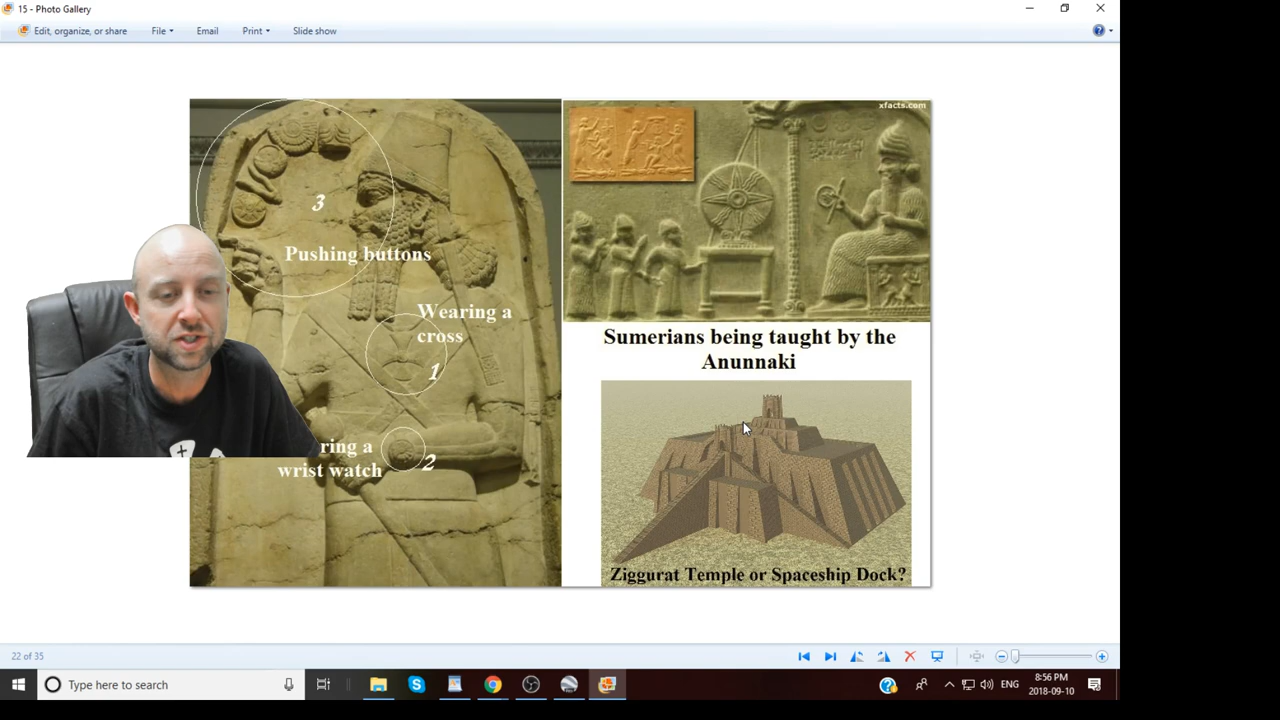 15 - Photo Gallery
Edit, organize, or share
File
Email
Print
Slide show
xfacts.com
3
Pushing buttons
Wearing a
cross
1
ring a
wrist watch
2
Sumerians being taught by the
Anunnaki
Ziggurat Temple or Spaceship Dock?
22 of 35
Type here to search
ENG
8:56 PM
2018-09-10